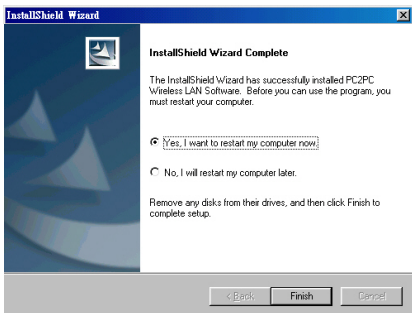 InstallShield Wizard
InstallShield Wizard Complete
The InstallShield Wizard has successfully installed PC2PC
Wireless LAN Software. Before you can use the program, you
must restart your computer.
Yes, I want to restart my computer now.
No, I will restart my computer later.
Remove any disks from their drives, and then click Finish to
complete setup.
< Back Finish Cancel